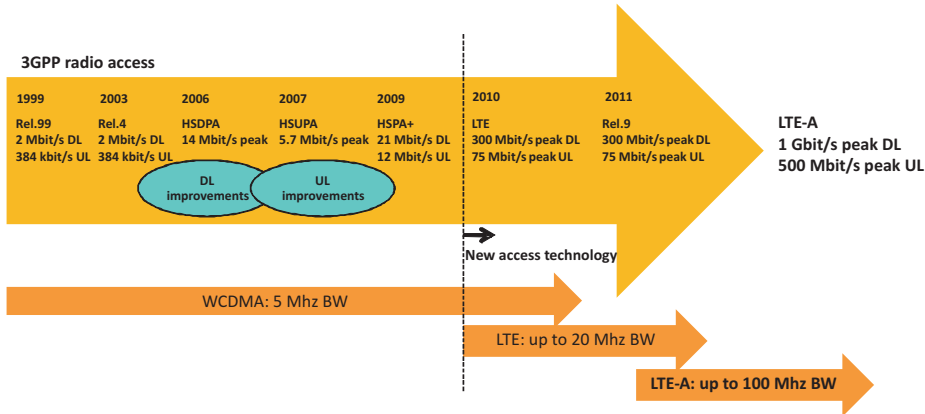 3GPP radio access
1999
Rel.99
2 Mbit/s DL
384 kbit/s UL
2003
Rel.4
2 Mbit/s DL
384 kbit/s UL
2006
HSDPA
14 Mbit/s peak
2007
HSUPA
5.7 Mbit/s peak
2009
HSPA+
21 Mbit/s DL
12 Mbit/s UL
2010
LTE
300 Mbit/s peak DL
75 Mbit/s peak UL
2011
Rel.9
300 Mbit/s peak DL
75 Mbit/s peak UL
LTE-A
1 Gbit/s peak DL
500 Mbit/s peak UL
DL
improvements
UL
improvements
New access technology
WCDMA: 5 Mhz BW
LTE: up to 20 Mhz BW
LTE-A: up to 100 Mhz BW